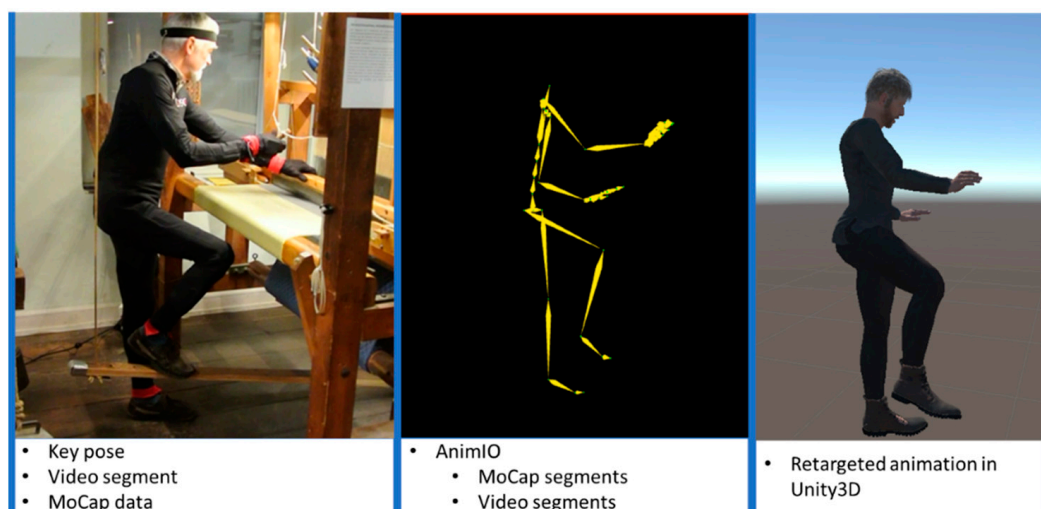 • Key pose
• Video segment
• MoCap data
• AnimIO
• MoCap segments
• Video segments
• Retargeted animation in
Unity3D